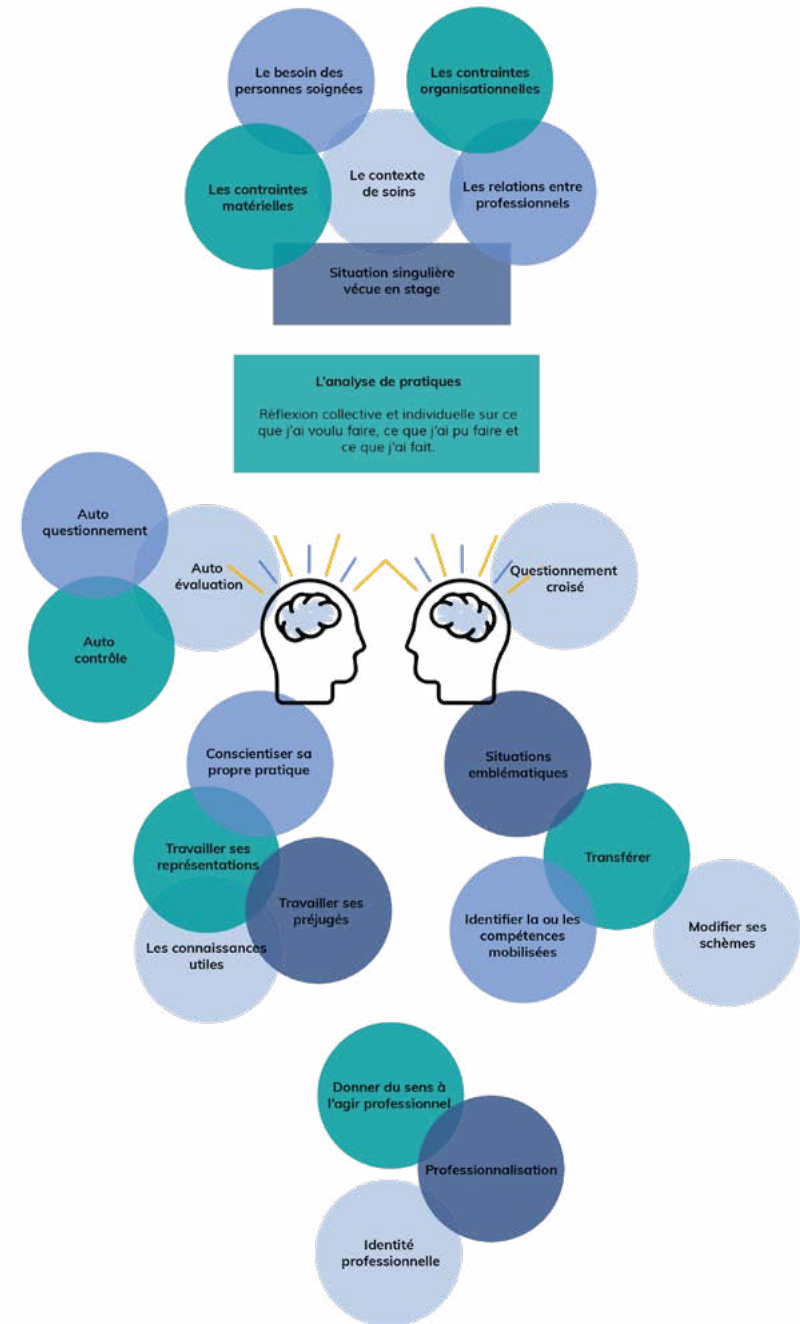 Le besoin des
personnes soignées
Les contraintes
organisationnelles
Les contraintes
matérielles
Le contexte
de soins
Les relations entre
professionnels
Situation singulière
vécue en stage
L'analyse de pratiques
Réflexion collective et individuelle sur ce
que j'ai voulu faire, ce que j'ai pu faire et
ce que j'ai fait.
Auto
questionnement
Auto
évaluation
Auto
contrôle
Questionnement
croisé
Conscientiser sa
propre pratique
Travailler ses
représentations
Travailler ses
préjugés
Les connaissances
utiles
Situations
emblématiques
Transférer
Identifier la ou les
compétences
mobilisées
Modifier ses
schèmes
Donner du sens à
l'agir professionnel
Professionnalisation
Identité
professionnelle